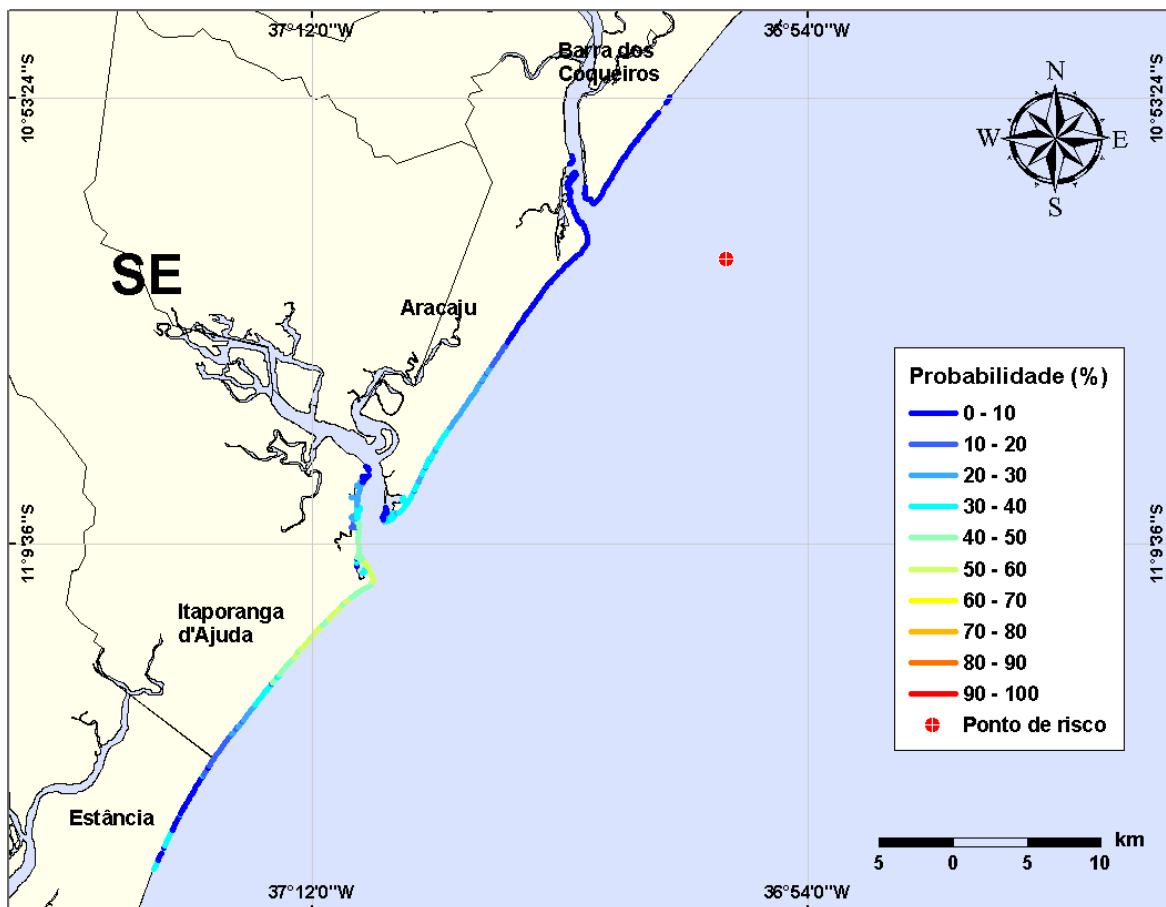 37°12'0"W
36°54'0"W
Barra dos
Coqueiros
10°53'24"S
10°53'24"S
N
W
E
S
SE
Aracaju
Probabilidade (%)
0 - 10
10 - 20
20 - 30
30 - 40
40 - 50
50 - 60
60 - 70
70 - 80
80 - 90
90 - 100
Ponto de risco
11°9'36"S
11°9'36"S
Itaporanga
d'Ajuda
Estância
km
5
0
5
10
37°12'0"W
36°54'0"W